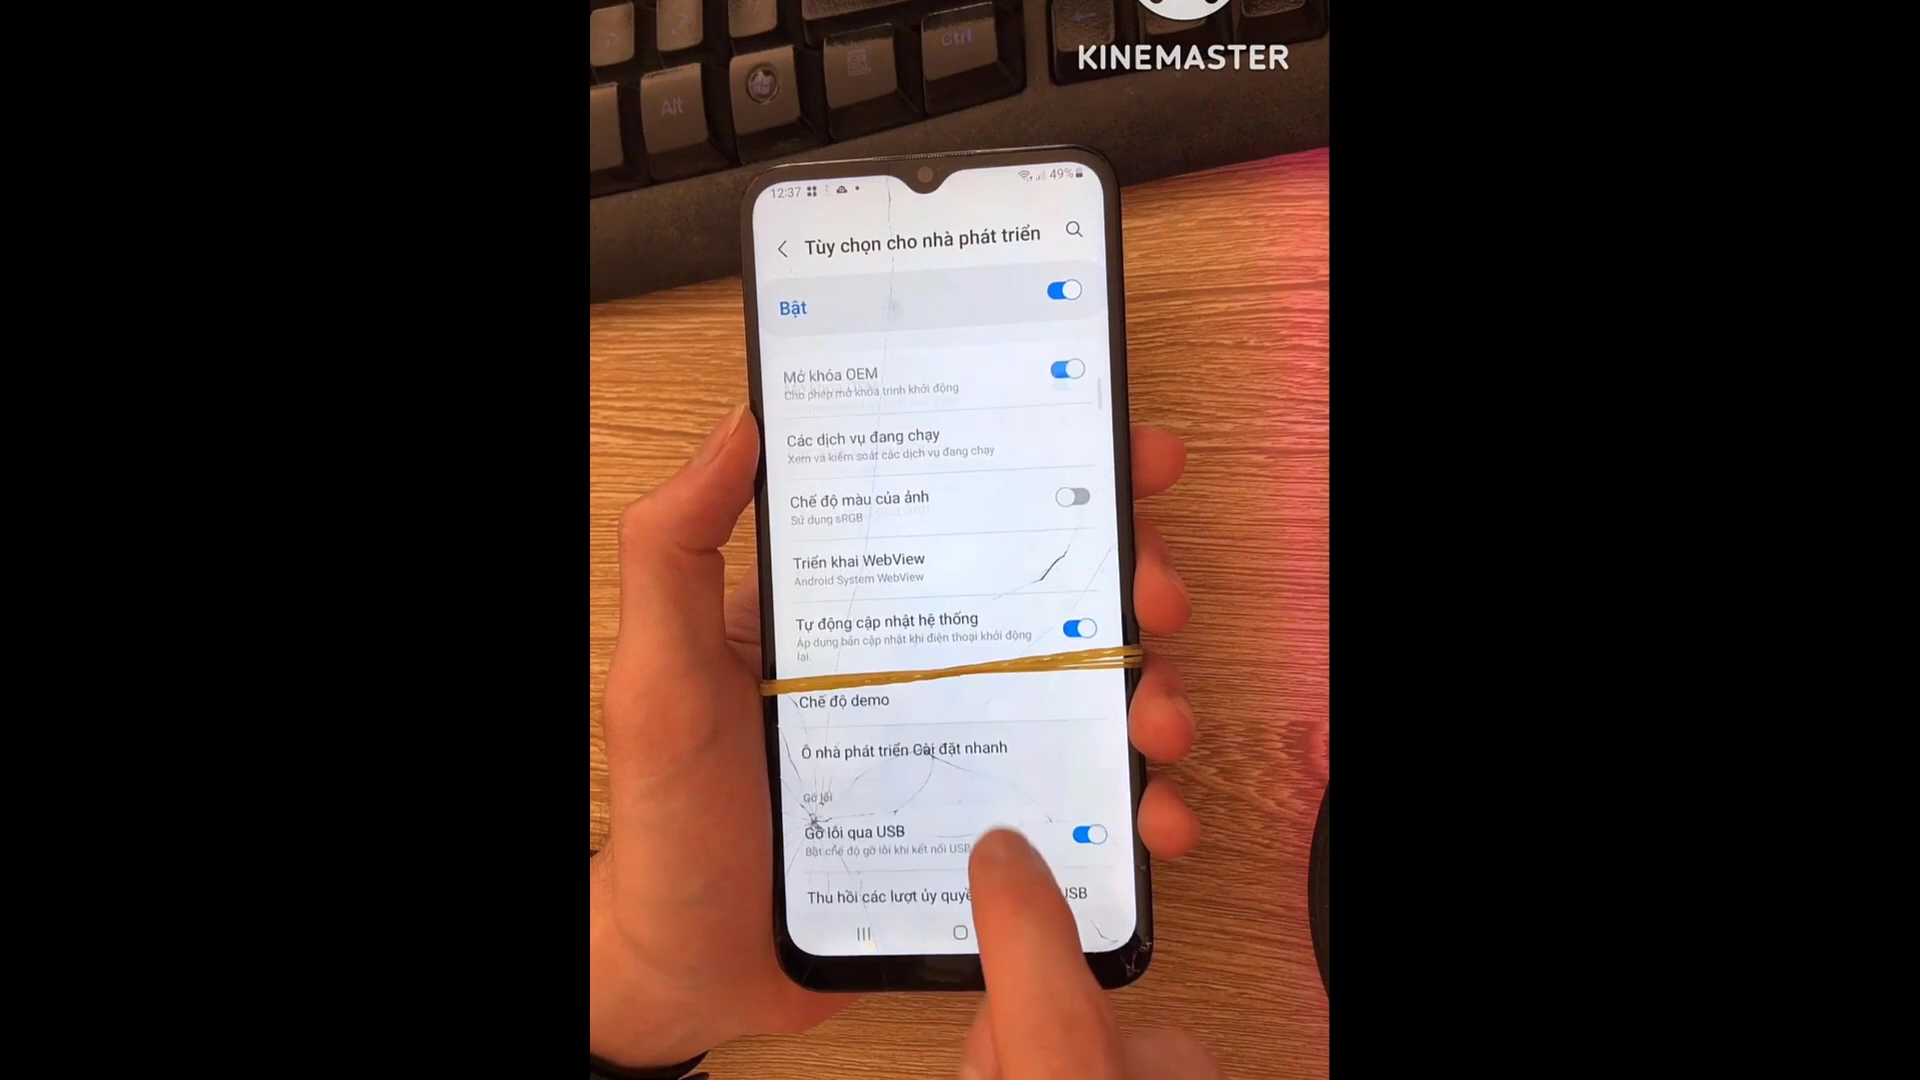 Ctrl
Alt
KINEMASTER
12:37
49%
Tùy chọn cho nhà phát triển
Bật
Mở khóa OEM
Cho phép mở khóa trình khởi động
Các dịch vụ đang chạy
Xem và kiểm soát các dịch vụ đang chạy
Chế độ màu của ảnh
Sử dụng sRGB
Triển khai WebView
Android System WebView
Tự động cập nhật hệ thống
Áp dụng bản cập nhật khi điện thoại khởi động
lại.
Chế độ demo
Ô nhà phát triển Cài đặt nhanh
Gỡ lỗi
Gỡ lỗi qua USB
Bật chế độ gỡ lỗi khi kết nối USB
Thu hồi các lượt ủy USB